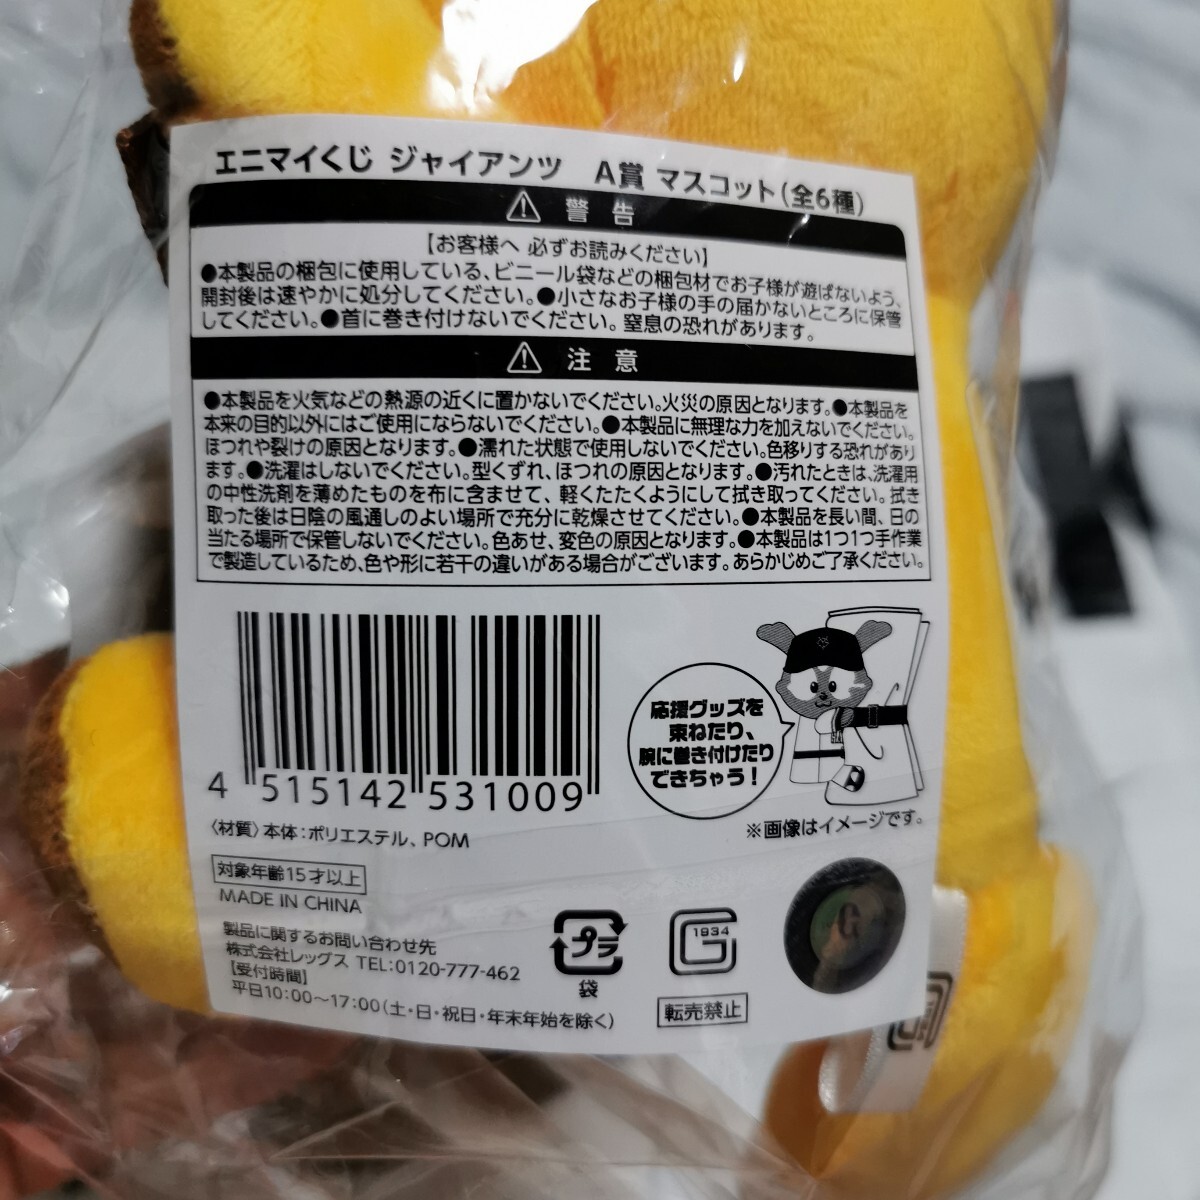 エニマイくじ ジャイアンツ　A賞 マスコット(全6種)
警告
【お客様へ 必ずお読みください】
●本製品の梱包に使用している、ビニール袋などの梱包材でお子様が遊ばないよう、
開封後は速やかに処分してください。●小さなお子様の手の届かないところに保管
してください。●首に巻き付けないでください。窒息の恐れがあります。
注意
●本製品を火気などの熱源の近くに置かないでください。火災の原因となります。●本製品を
本来の目的以外にはご使用にならないでください。●本製品に無理な力を加えないでください。
ほつれや裂けの原因となります。●濡れた状態で使用しないでください。色移りする恐れがあり
ます。●洗濯はしないでください。型くずれ、ほつれの原因となります。●汚れたときは、洗濯用
の中性洗剤を薄めたものを布に含ませて、軽くたたくようにして拭き取ってください。拭き
取った後は日陰の風通しのよい場所で充分に乾燥させてください。●本製品を長い間、日の
当たる場所で保管しないでください。色あせ、変色の原因となります。●本製品は1つ1つ手作業
で製造しているため、色や形に若干の違いがある場合がございます。あらかじめご了承ください。
応援グッズを
束ねたり、
腕に巻き付けたり
できちゃう!
4 515142 531009
※画像はイメージです。
〈材質〉本体:ポリエステル、POM
対象年齢15才以上
MADE IN CHINA
製品に関するお問い合わせ先
株式会社レッグス TEL:0120-777-462
【受付時間】
平日10:00～17:00(土・日・祝日・年末年始を除く)
プラ
袋
1934
G
転売禁止